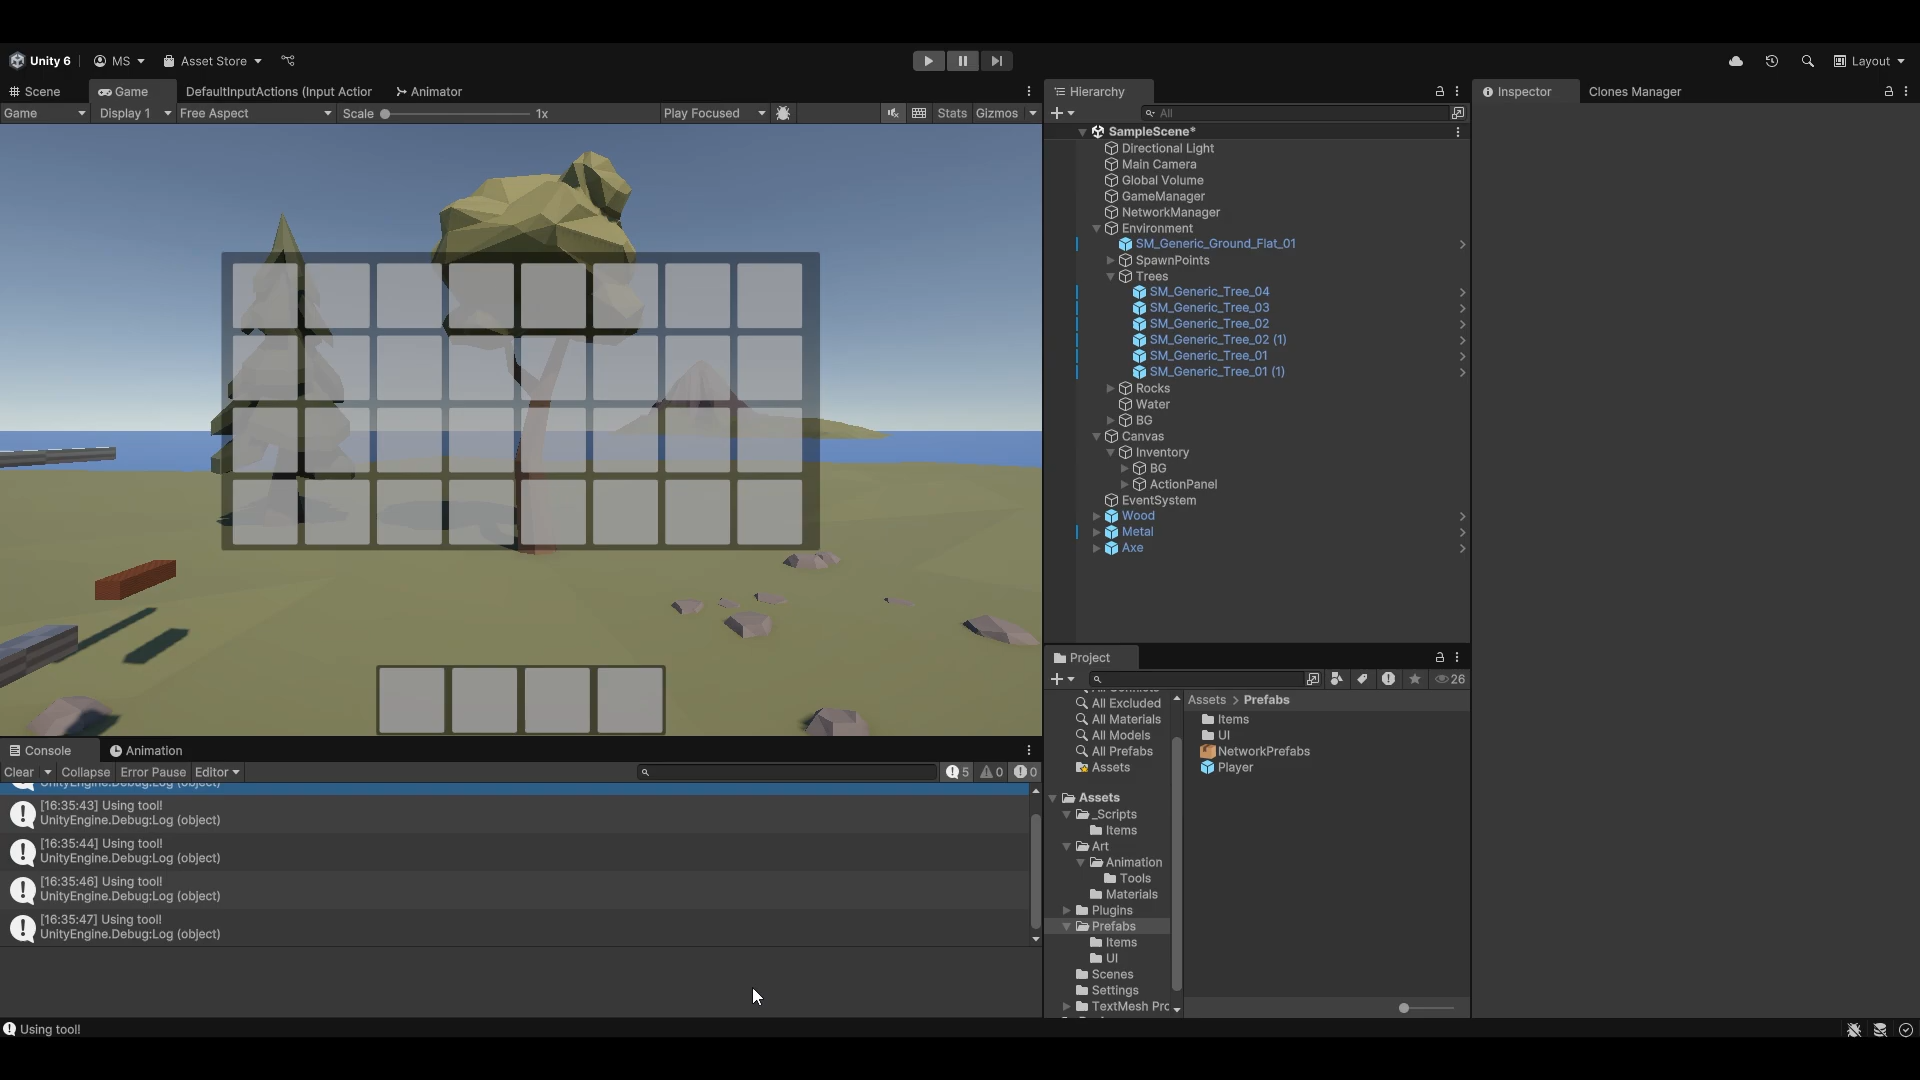 Unity 6
MS
Asset Store
Layout
Scene
Game
DefaultInputActions (Input Action
Animator
Game
Display 1
Free Aspect
Scale
1x
Play Focused
Stats
Gizmos
Hierarchy
All
SampleScene*
Directional Light
Main Camera
Global Volume
GameManager
NetworkManager
Environment
SM_Generic_Ground_Flat_01
SpawnPoints
Trees
SM_Generic_Tree_04
SM_Generic_Tree_03
SM_Generic_Tree_02
SM_Generic_Tree_02 (1)
SM_Generic_Tree_01
SM_Generic_Tree_01 (1)
Rocks
Water
BG
Canvas
Inventory
BG
ActionPanel
EventSystem
Wood
Metal
Axe
Inspector
Clones Manager
Project
26
All Excluded
All Materials
All Models
All Prefabs
Assets
Assets
_Scripts
Items
Art
Animation
Tools
Materials
Plugins
Prefabs
Items
UI
Scenes
Settings
TextMesh Pro
Assets > Prefabs
Items
UI
NetworkPrefabs
Player
Console
Animation
Clear
Collapse
Error Pause
Editor
5
0
0
UnityEngine.Debug:Log (object)
[16:35:43] Using tool!
UnityEngine.Debug:Log (object)
[16:35:44] Using tool!
UnityEngine.Debug:Log (object)
[16:35:46] Using tool!
UnityEngine.Debug:Log (object)
[16:35:47] Using tool!
UnityEngine.Debug:Log (object)
Using tool!